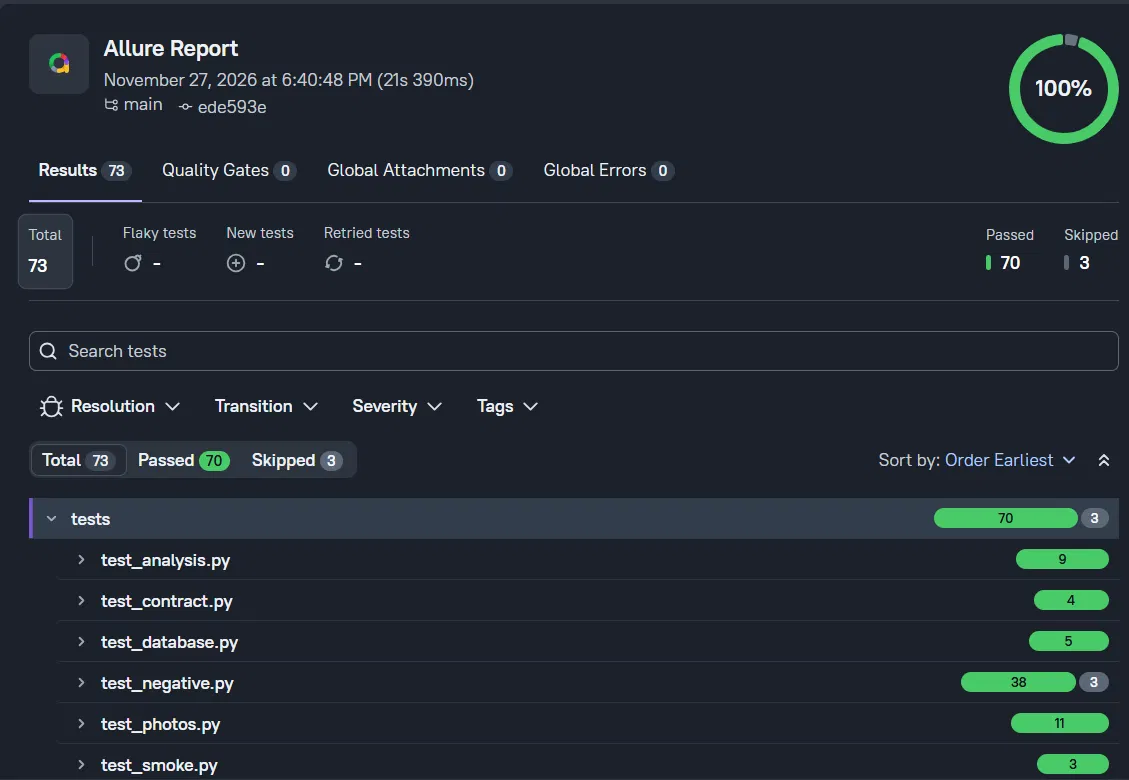 Allure Report
November 27, 2026 at 6:40:48 PM (21s 390ms)
main ede593e
100%
Results 73 Quality Gates 0 Global Attachments 0 Global Errors 0
Total Flaky tests New tests Retried tests Passed Skipped
73 - - - 70 3
Search tests
Resolution Transition Severity Tags
Total 73 Passed 70 Skipped 3 Sort by: Order Earliest
tests 70 3
test_analysis.py 9
test_contract.py 4
test_database.py 5
test_negative.py 38 3
test_photos.py 11
test_smoke.py 3